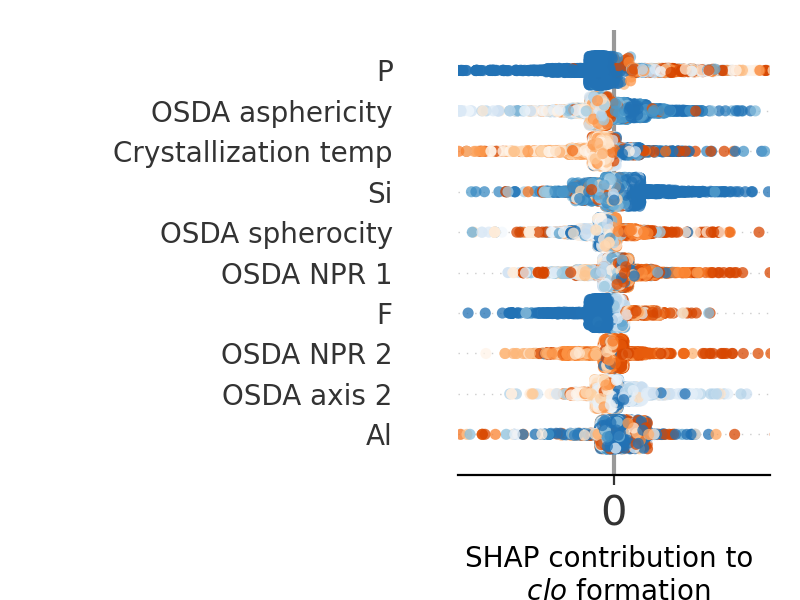 P
OSDA asphericity
Crystallization temp
Si
OSDA spherocity
OSDA NPR 1
F
OSDA NPR 2
OSDA axis 2
Al
0
SHAP contribution to
clo formation